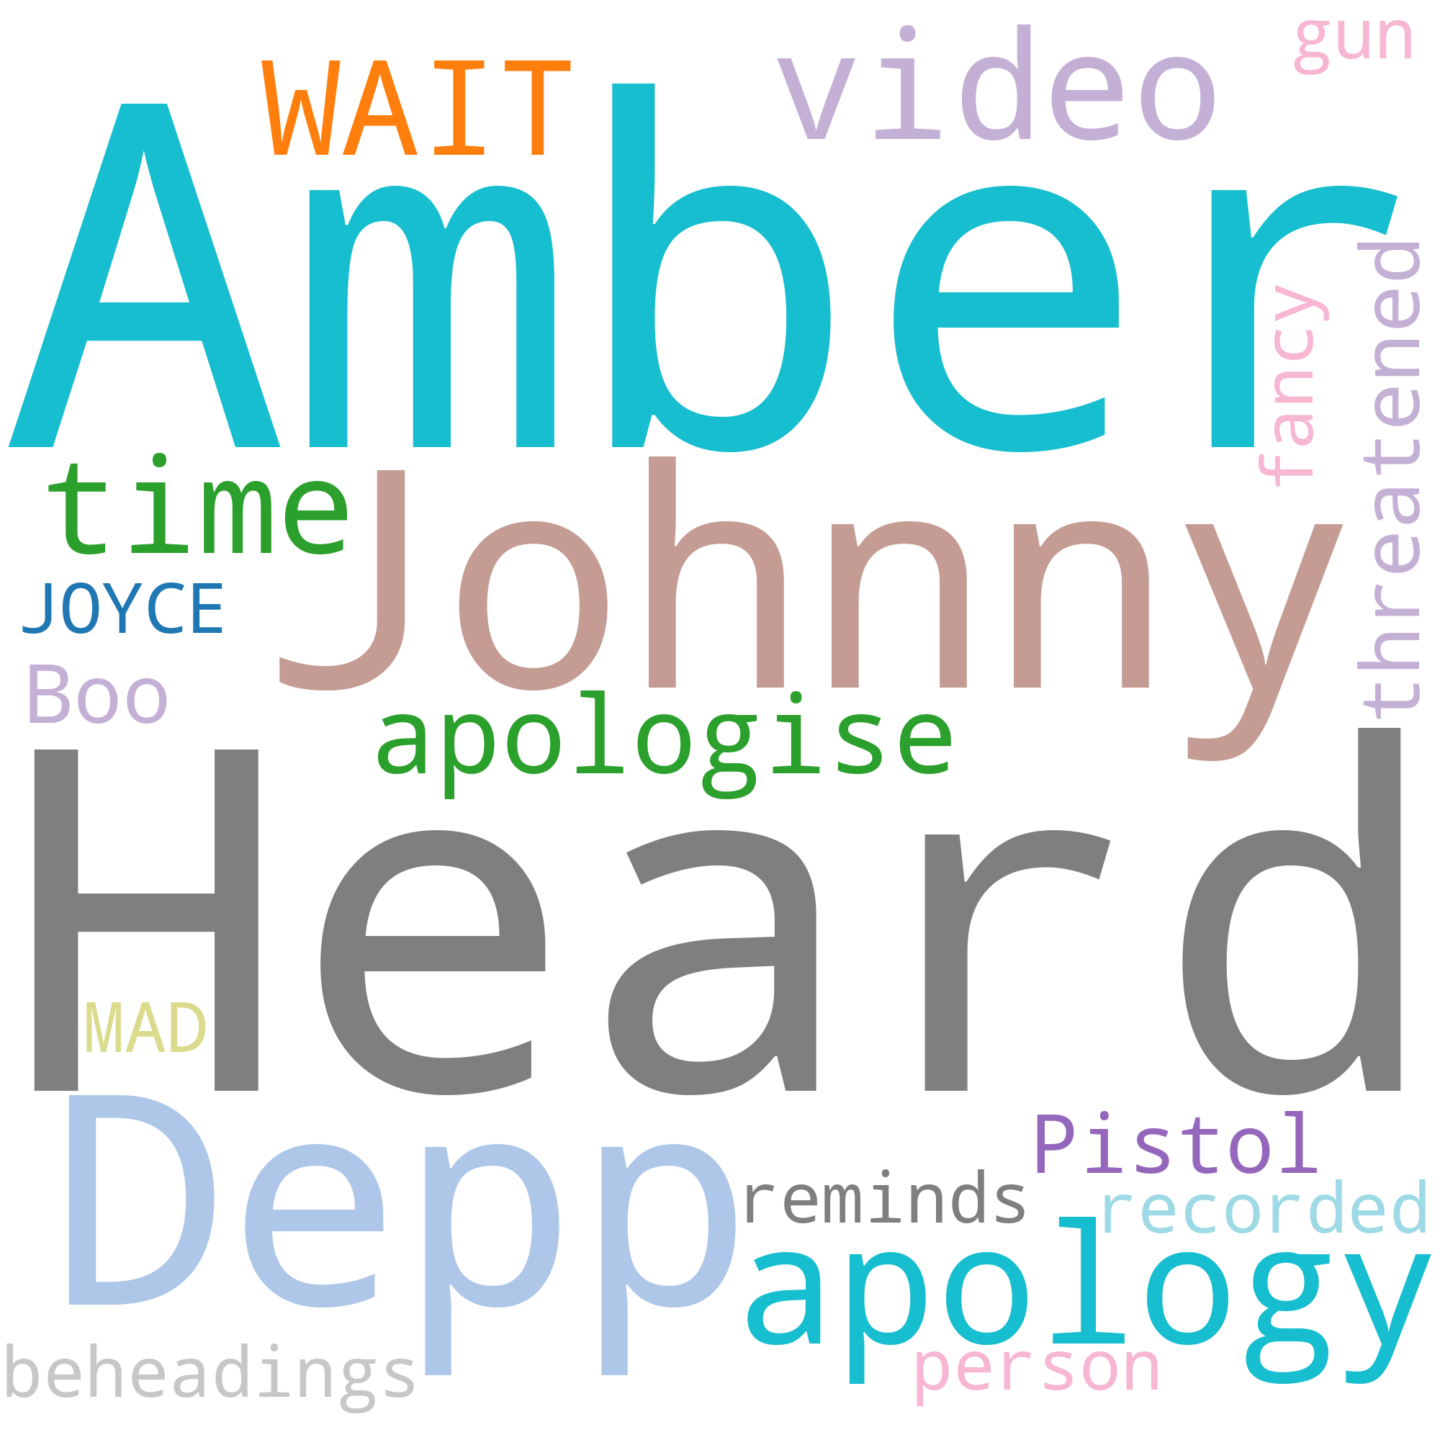 gun
video
WAIT
Amber
threatened
fancy
time
Johnny
JOYCE
Boo
apologise
Heard
MAD
Depp
Pistol
reminds
recorded
apology
beheadings
person